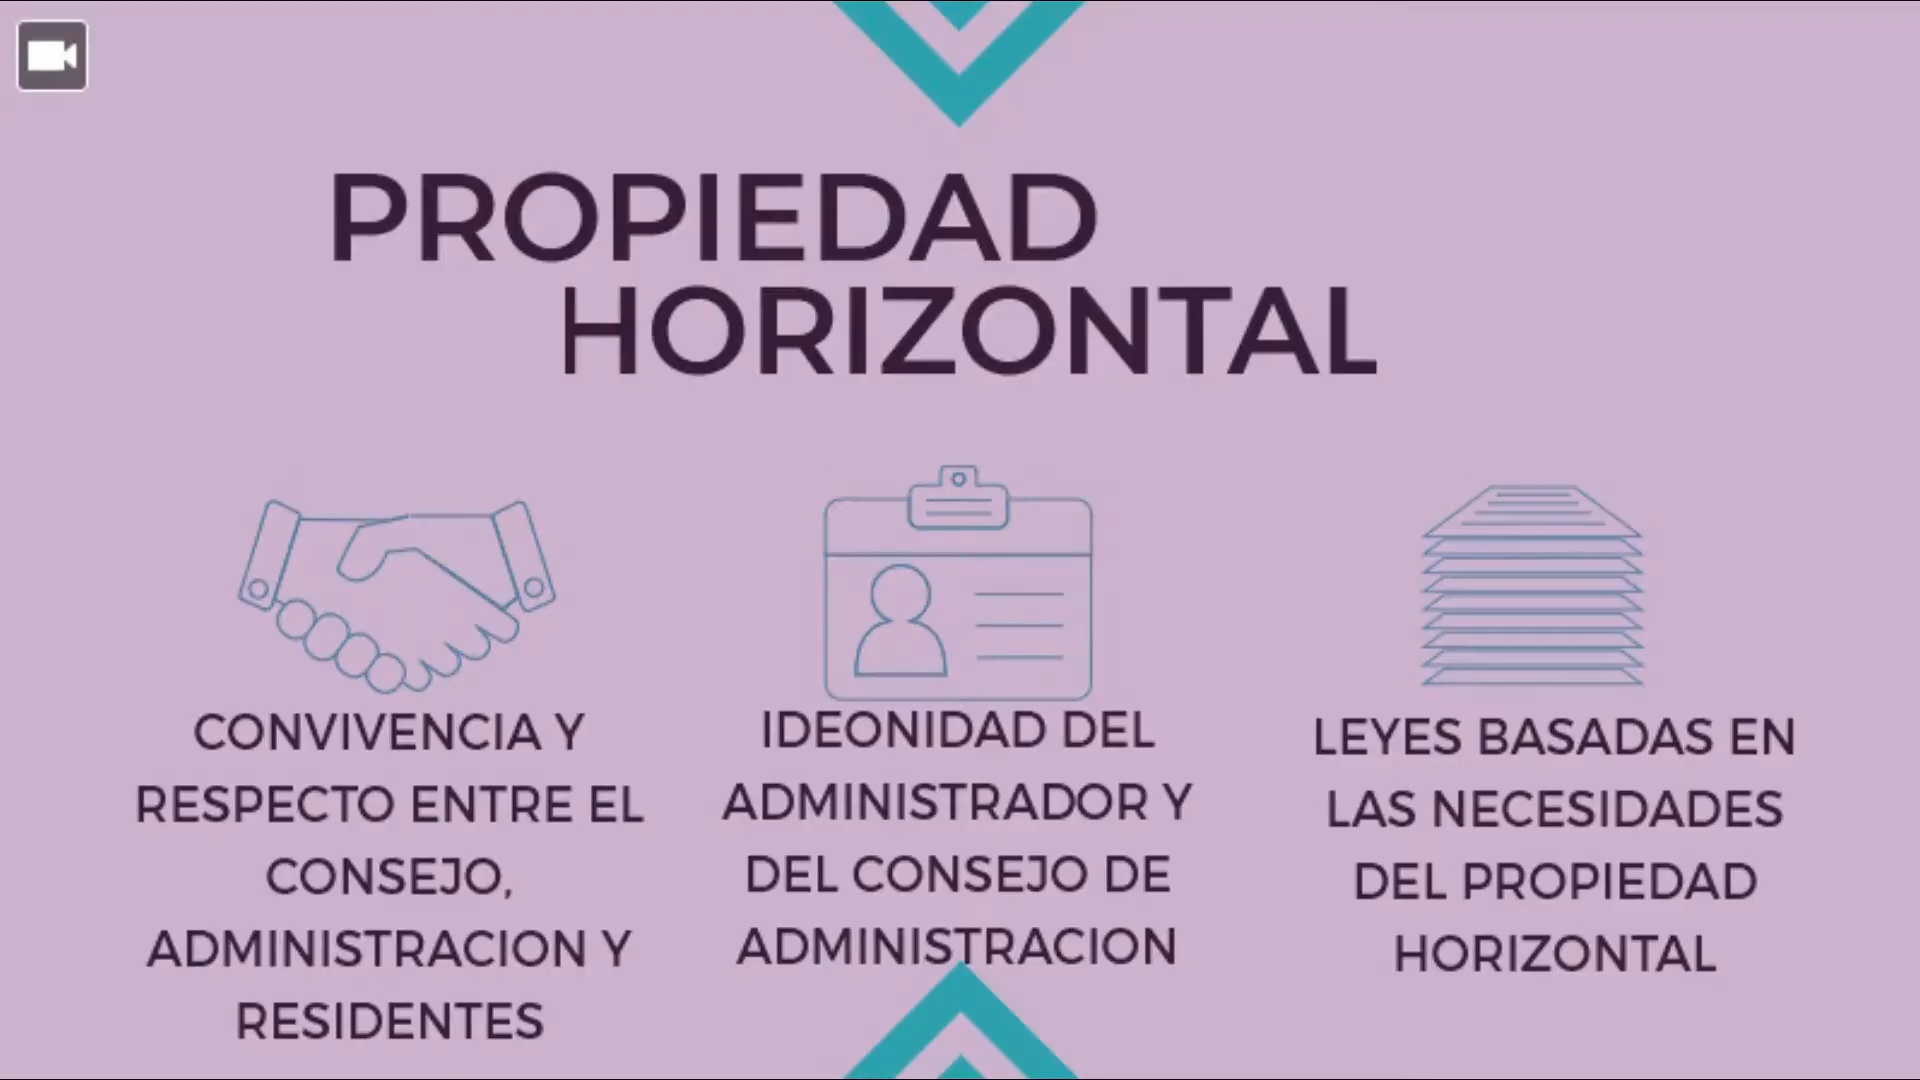 PROPIEDAD
HORIZONTAL
CONVIVENCIA Y
RESPECTO ENTRE EL
CONSEJO,
ADMINISTRACION Y
RESIDENTES
IDEONIDAD DEL
ADMINISTRADOR Y
DEL CONSEJO DE
ADMINISTRACION
LEYES BASADAS EN
LAS NECESIDADES
DEL PROPIEDAD
HORIZONTAL